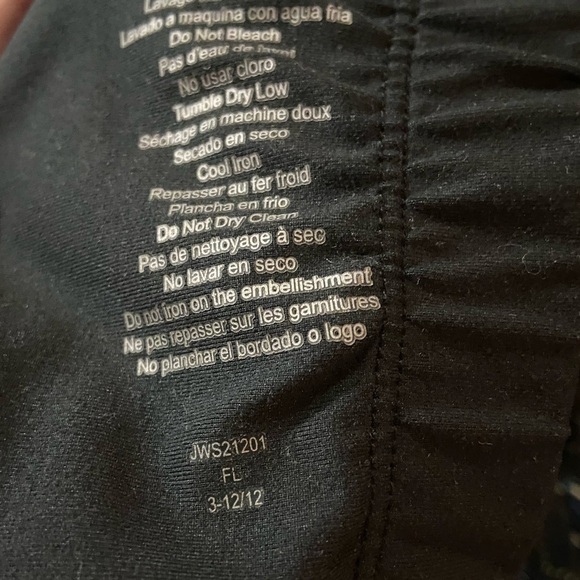 Lavado a maquina con agua fria
Do Not Bleach
Pas d'eau de
No usar cloro
Tumble Dry Low
Séchage en machine doux
Secado en seco
Cool Iron
Repasser au fer froid
Plancha en frio
Do Not Dry Clean
Pas de nettoyage à sec
No lavar en seco
Do not iron on the embellishment
Ne pas repasser sur les garnitures
No planchar el bordado o logo
JWS21201
FL
3-12/12